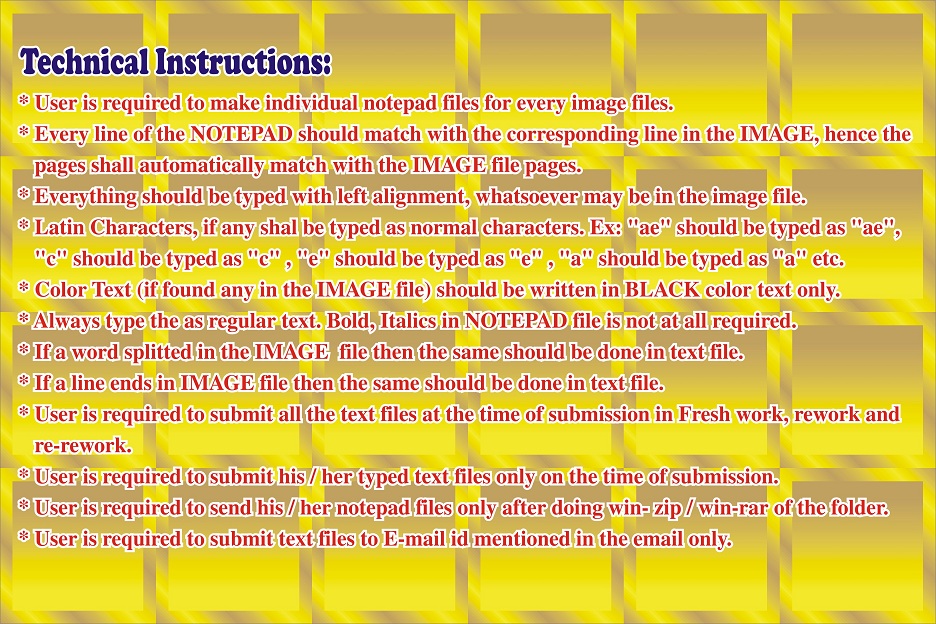 Technical Instructions:
* User is required to make individual notepad files for every image files.
* Every line of the NOTEPAD should match with the corresponding line in the IMAGE, hence the
pages shall automatically match with the IMAGE file pages.
* Everything should be typed with left alignment, whatsoever may be in the image file.
* Latin Characters, if any shal be typed as normal characters. Ex: "ae" should be typed as "ae",
"c" should be typed as "c" , "e" should be typed as "e" , "a" should be typed as "a" etc.
* Color Text (if found any in the IMAGE file) should be written in BLACK color text only.
* Always type the as regular text. Bold, Italics in NOTEPAD file is not at all required.
* If a word splitted in the IMAGE file then the same should be done in text file.
* If a line ends in IMAGE file then the same should be done in text file.
* User is required to submit all the text files at the time of submission in Fresh work, rework and
re-rework.
* User is required to submit his / her typed text files only on the time of submission.
* User is required to send his / her notepad files only after doing win- zip / win-rar of the folder.
* User is required to submit text files to E-mail id mentioned in the email only.